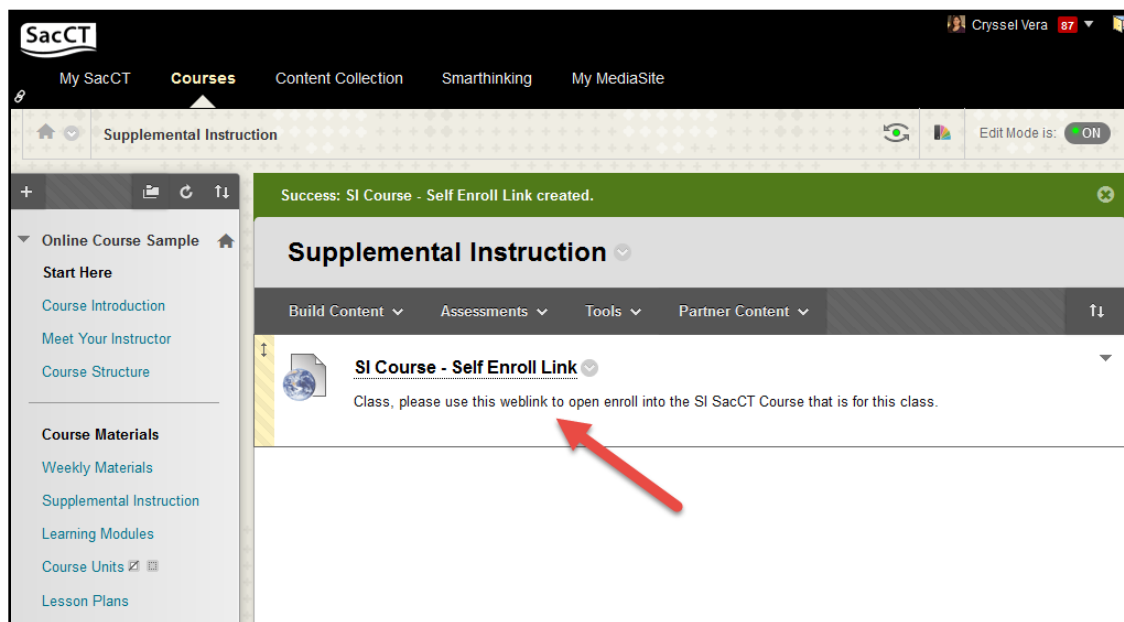 SacCT
Cryssel Vera 87
My SacCT Courses Content Collection Smarthinking My MediaSite
Supplemental Instruction
Edit Mode is: ON
Success: SI Course - Self Enroll Link created.
Online Course Sample
Supplemental Instruction
Start Here
Course Introduction
Build Content Assessments Tools Partner Content
Meet Your Instructor
Course Structure
SI Course - Self Enroll Link
Class, please use this weblink to open enroll into the SI SacCT Course that is for this class.
Course Materials
Weekly Materials
Supplemental Instruction
Learning Modules
Course Units
Lesson Plans